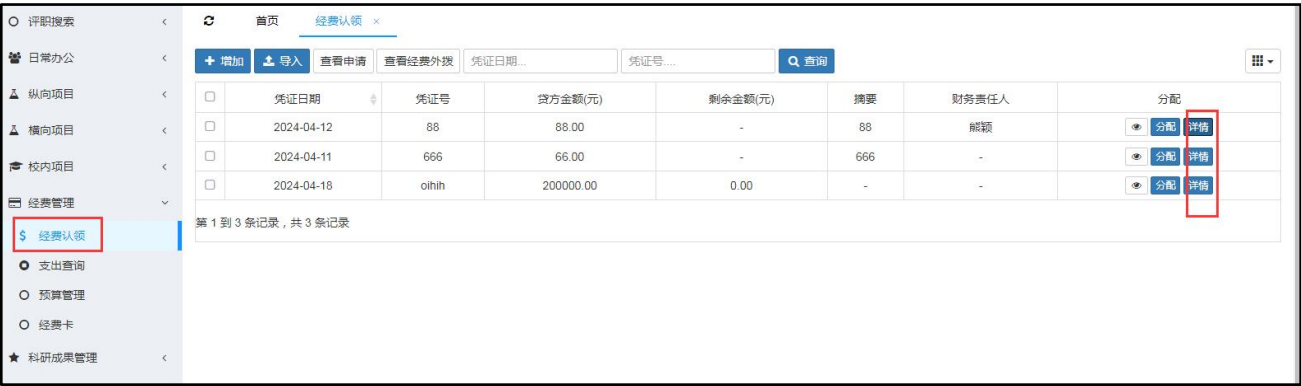 评职搜索
日常办公
纵向项目
横向项目
校内项目
经费管理
$ 经费认领
支出查询
预算管理
经费卡
科研成果管理
首页 经费认领 ×
+ 增加 导入 查看申请 查看经费外拨 凭证日期... 凭证号.... 查询
凭证日期 凭证号 贷方金额(元) 剩余金额(元) 摘要 财务责任人 分配
2024-04-12 88 88.00 - 88 熊颖 分配 详情
2024-04-11 666 66.00 - 666 - 分配 详情
2024-04-18 oihih 200000.00 0.00 - - 分配 详情
第 1 到 3 条记录，共 3 条记录